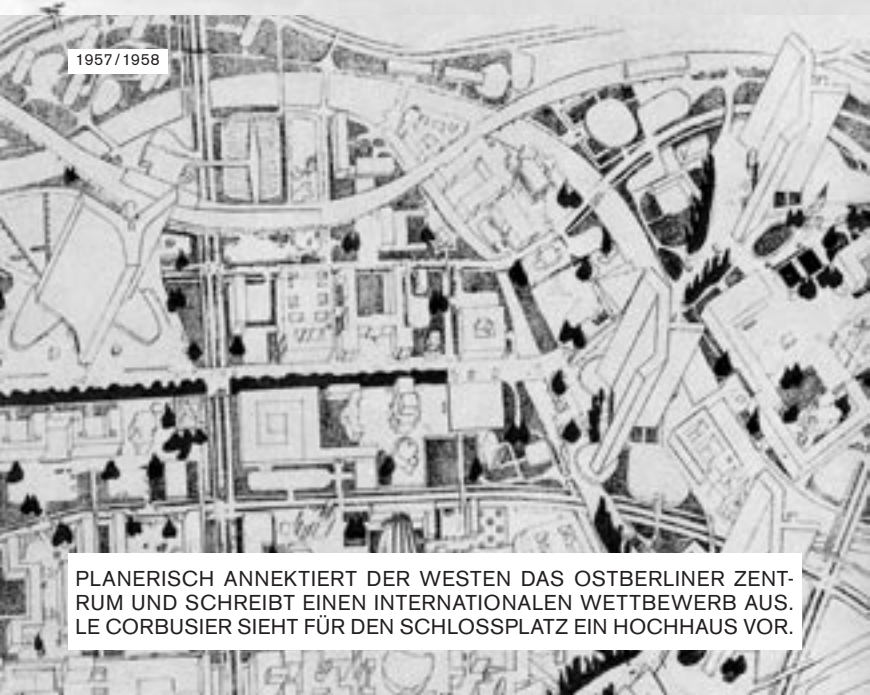 1957/1958
PLANERISCH ANNEKTIERT DER WESTEN DAS OSTBERLINER ZENT-
RUM UND SCHREIBT EINEN INTERNATIONALEN WETTBEWERB AUS.
LE CORBUSIER SIEHT FÜR DEN SCHLOSSPLATZ EIN HOCHHAUS VOR.